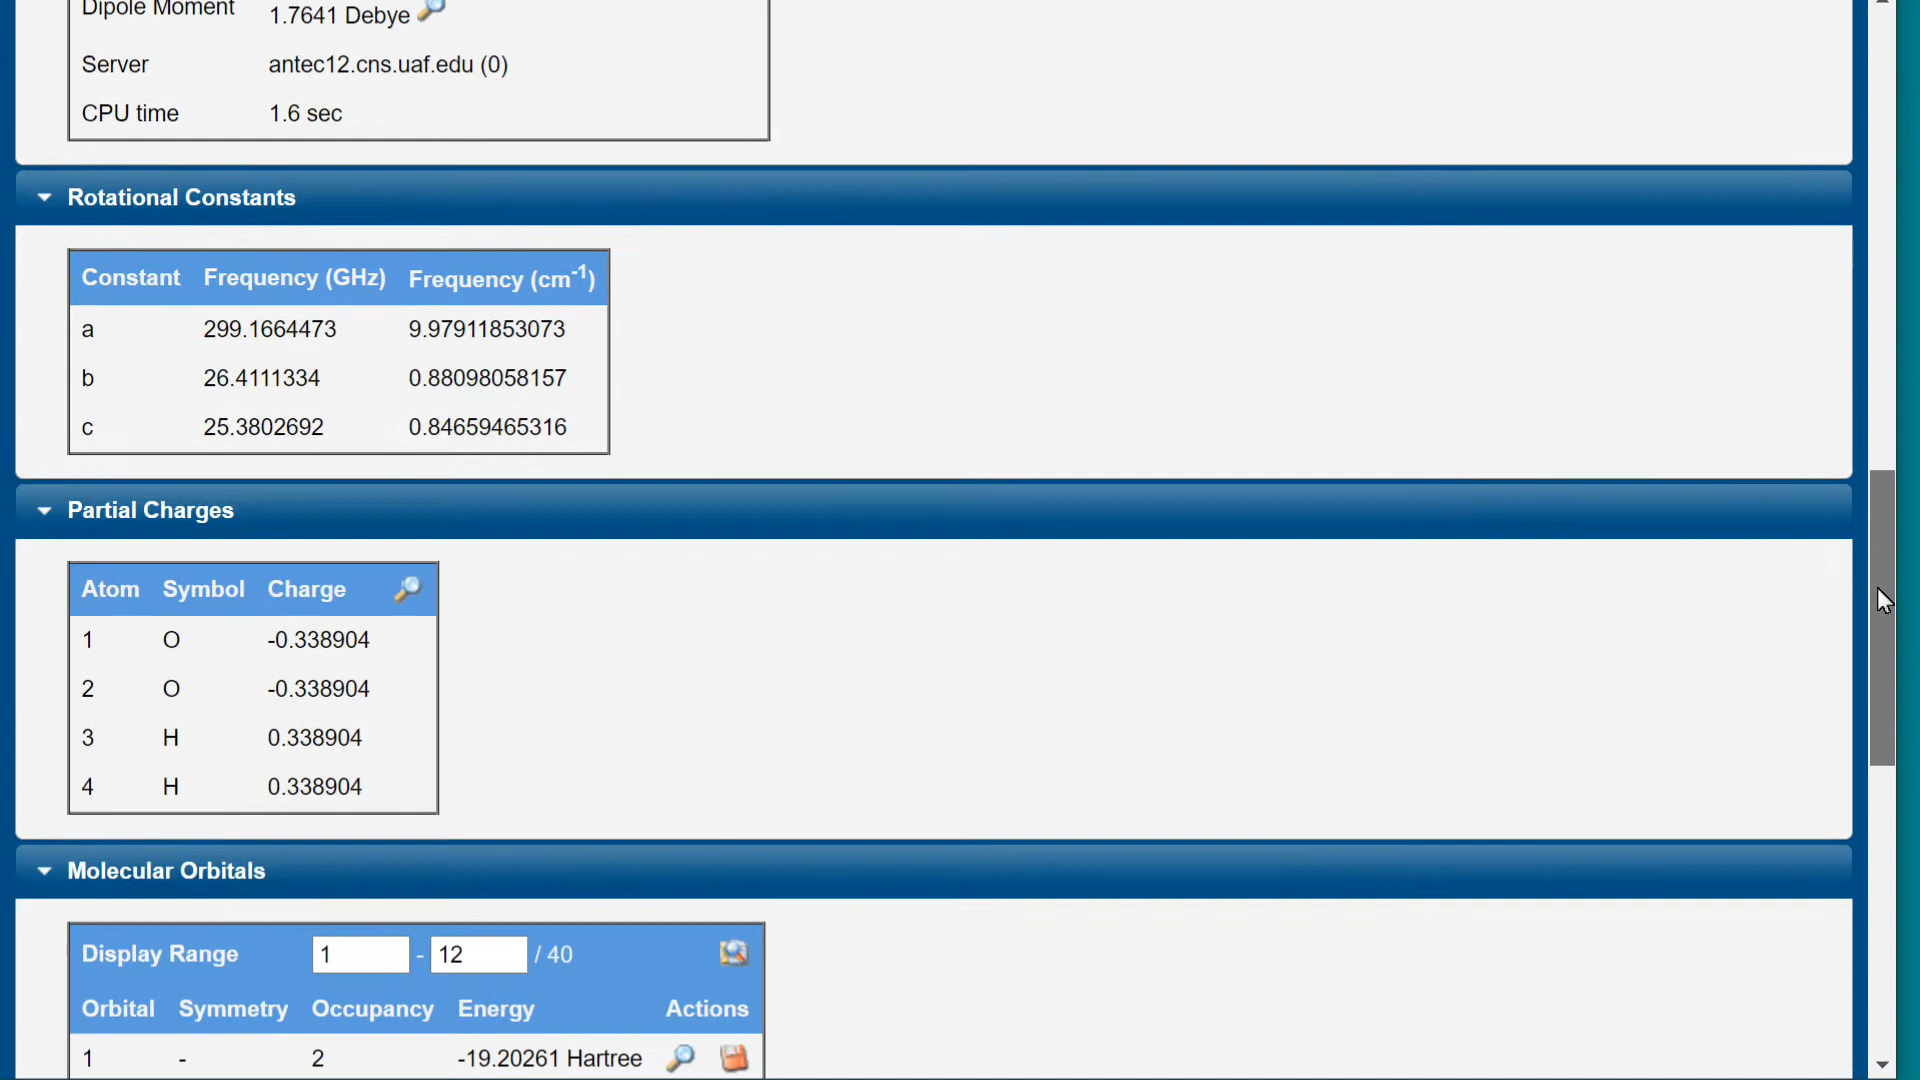 Dipole Moment 1.7641 Debye
Server antec12.cns.uaf.edu (0)
CPU time 1.6 sec
Rotational Constants
Constant Frequency (GHz) Frequency (cm-1)
a 299.1664473 9.97911853073
b 26.4111334 0.88098058157
c 25.3802692 0.84659465316
Partial Charges
Atom Symbol Charge
1 O -0.338904
2 O -0.338904
3 H 0.338904
4 H 0.338904
Molecular Orbitals
Display Range 1 - 12 / 40
Orbital Symmetry Occupancy Energy Actions
1 - 2 -19.20261 Hartree